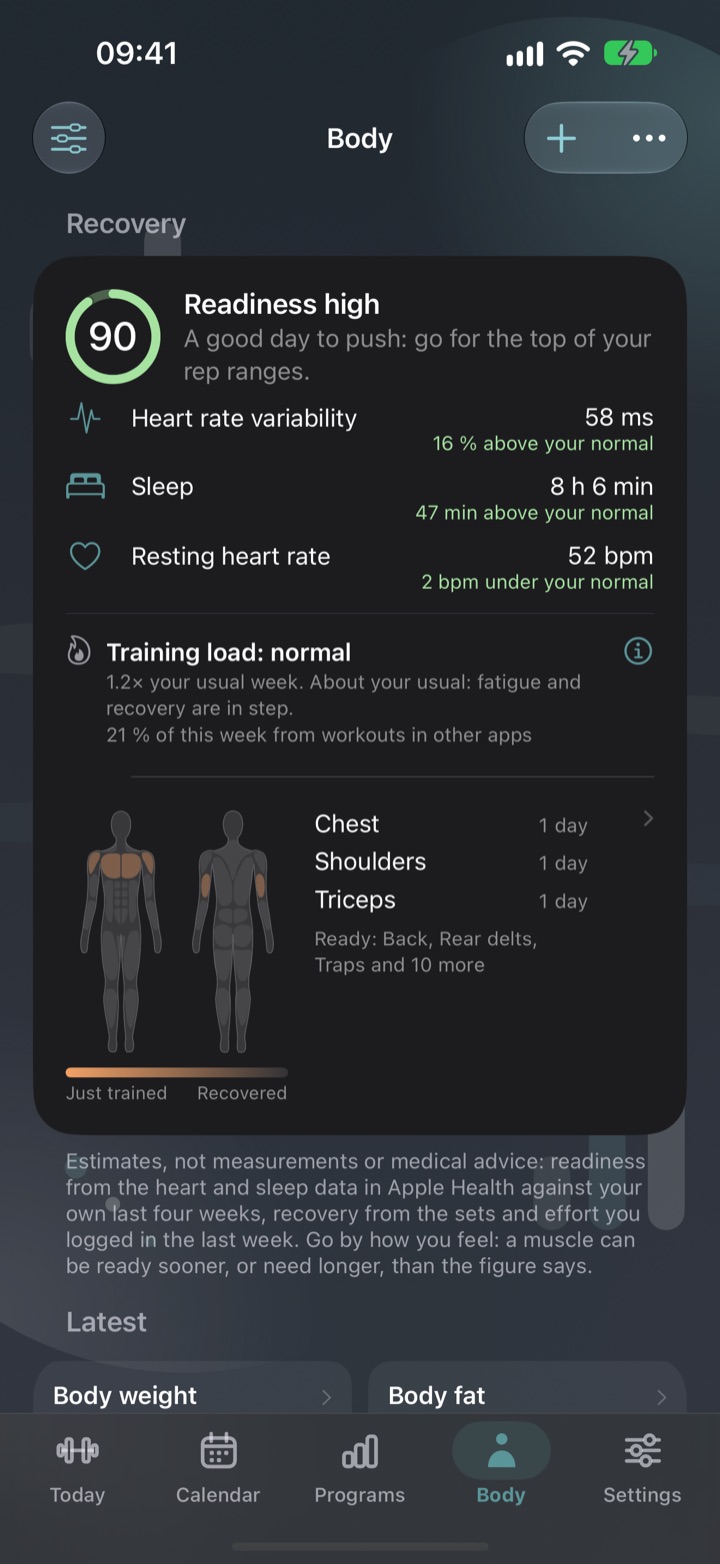 09:41
Body
Recovery
90
Readiness high
A good day to push: go for the top of your
rep ranges.
Heart rate variability
58 ms
16 % above your normal
Sleep
8 h 6 min
47 min above your normal
Resting heart rate
52 bpm
2 bpm under your normal
Training load: normal
1.2× your usual week. About your usual: fatigue and
recovery are in step.
21 % of this week from workouts in other apps
Chest 1 day
Shoulders 1 day
Triceps 1 day
Ready: Back, Rear delts,
Traps and 10 more
Just trained Recovered
Estimates, not measurements or medical advice: readiness
from the heart and sleep data in Apple Health against your
own last four weeks, recovery from the sets and effort you
logged in the last week. Go by how you feel: a muscle can
be ready sooner, or need longer, than the figure says.
Latest
Body weight Body fat
Today Calendar Programs Body Settings